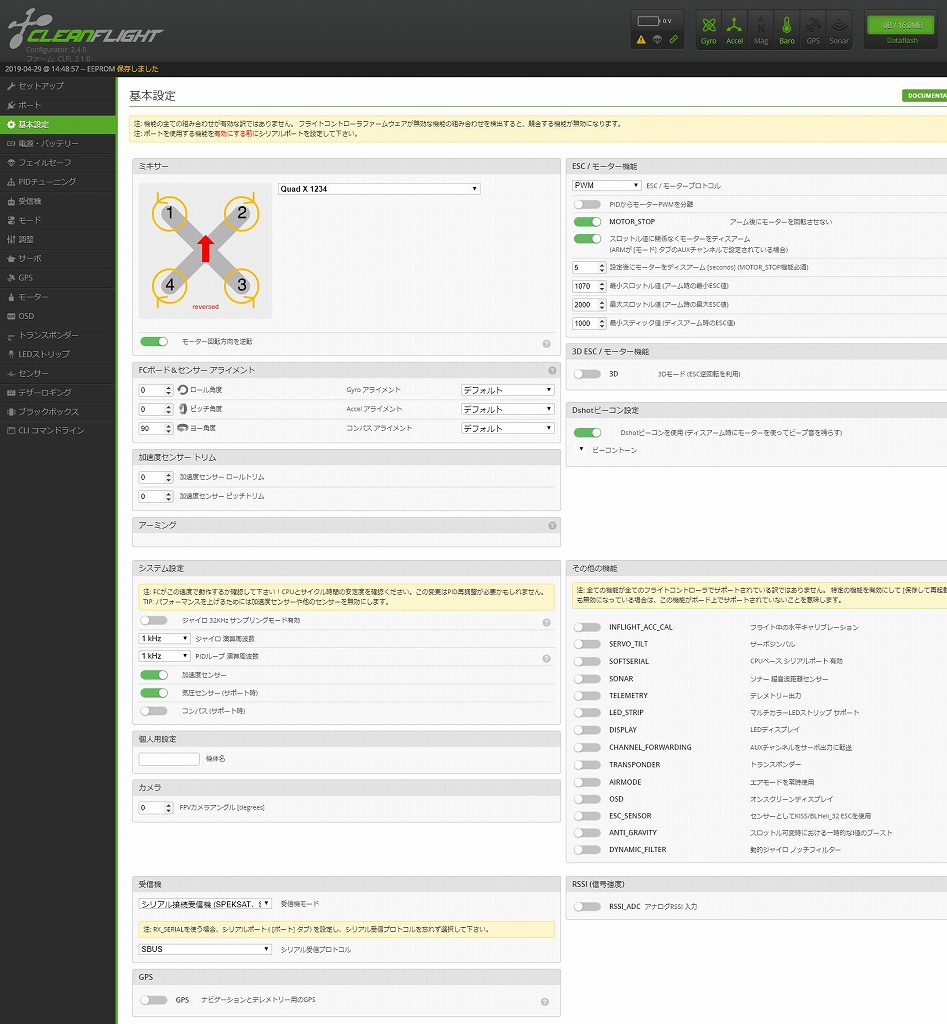 CLEANFLIGHT
Configurator: 2.4.0
ファーム: CLFL 2.1.0
0 V
Gyro
Accel
Mag
Baro
GPS
Sonar
0B / 16.0MB
Dataflash
2019-04-29 @ 14:48:57 -- EEPROM 保存しました
セットアップ
ポート
基本設定
電源・バッテリー
フェイルセーフ
PIDチューニング
受信機
モード
調整
サーボ
GPS
モーター
OSD
トランスポンダー
LEDストリップ
センサー
テザーロギング
ブラックボックス
CLI コマンドライン
基本設定
DOCUMENTA
注: 機能の全ての組み合わせが有効な訳ではありません。フライトコントローラファームウェアが無効な機能の組み合わせを検出すると、競合する機能が無効になります。
注: ポートを使用する機能を有効にする前にシリアルポートを設定して下さい。
ミキサー
Quad X 1234
1
2
4
3
reversed
モーター回転方向を逆転
FCボード＆センサー アライメント
0 ロール角度 Gyro アライメント デフォルト
0 ピッチ角度 Accel アライメント デフォルト
90 ヨー角度 コンパス アライメント デフォルト
加速度センサー トリム
0 加速度センサー ロールトリム
0 加速度センサー ピッチトリム
アーミング
ESC / モーター機能
PWM ESC / モータープロトコル
PIDからモーターPWMを分離
MOTOR_STOP アーム後にモーターを回転させない
スロットル値に関係なくモーターをディスアーム
(ARMが [モード] タブのAUXチャンネルで設定されている場合)
5 設定後にモーターをディスアーム [seconds] (MOTOR_STOP機能必須)
1070 最小スロットル値 (アーム時の最小ESC値)
2000 最大スロットル値 (アーム時の最大ESC値)
1000 最小スティック値 (ディスアーム時のESC値)
3D ESC / モーター機能
3D 3Dモード (ESC逆回転を利用)
Dshotビーコン設定
Dshotビーコンを使用 (ディスアーム時にモーターを使ってビープ音を鳴らす)
ビーコントーン
システム設定
注: FCがこの速度で動作するか確認して下さい！CPUとサイクル時間の安定度を確認ください。この変更はPID再調整が必要かもしれません。
TIP: パフォーマンスを上げるためには加速度センサーや他のセンサーを無効にします。
ジャイロ 32KHz サンプリングモード有効
1 kHz ジャイロ 演算周波数
1 kHz PIDループ 演算周波数
加速度センサー
気圧センサー (サポート時)
コンパス (サポート時)
個人用設定
機体名
カメラ
0 FPVカメラアングル [degrees]
その他の機能
注: 全ての機能が全てのフライトコントローラでサポートされている訳ではありません。特定の機能を有効にして [保存して再起動
も無効になっている場合は、この機能がボード上でサポートされていないことを意味します。
INFLIGHT_ACC_CAL フライト中の水平キャリブレーション
SERVO_TILT サーボジンバル
SOFTSERIAL CPUベース シリアルポート 有効
SONAR ソナー 超音波距離センサー
TELEMETRY テレメトリー出力
LED_STRIP マルチカラーLEDストリップ サポート
DISPLAY LEDディスプレイ
CHANNEL_FORWARDING AUXチャンネルをサーボ出力に転送
TRANSPONDER トランスポンダー
AIRMODE エアモードを常時使用
OSD オンスクリーンディスプレイ
ESC_SENSOR センサーとしてKISS/BLHeli_32 ESCを使用
ANTI_GRAVITY スロットル可変時における一時的なI値のブースト
DYNAMIC_FILTER 動的ジャイロ ノッチフィルター
受信機
シリアル接続受信機 (SPEKSAT, S 受信機モード
注: RX_SERIALを使う場合、シリアルポート ( [ポート] タブ) を設定し、シリアル受信プロトコルを忘れず選択して下さい。
SBUS シリアル受信プロトコル
RSSI (信号強度)
RSSI_ADC アナログRSSI 入力
GPS
GPS ナビゲーションとテレメトリー用のGPS